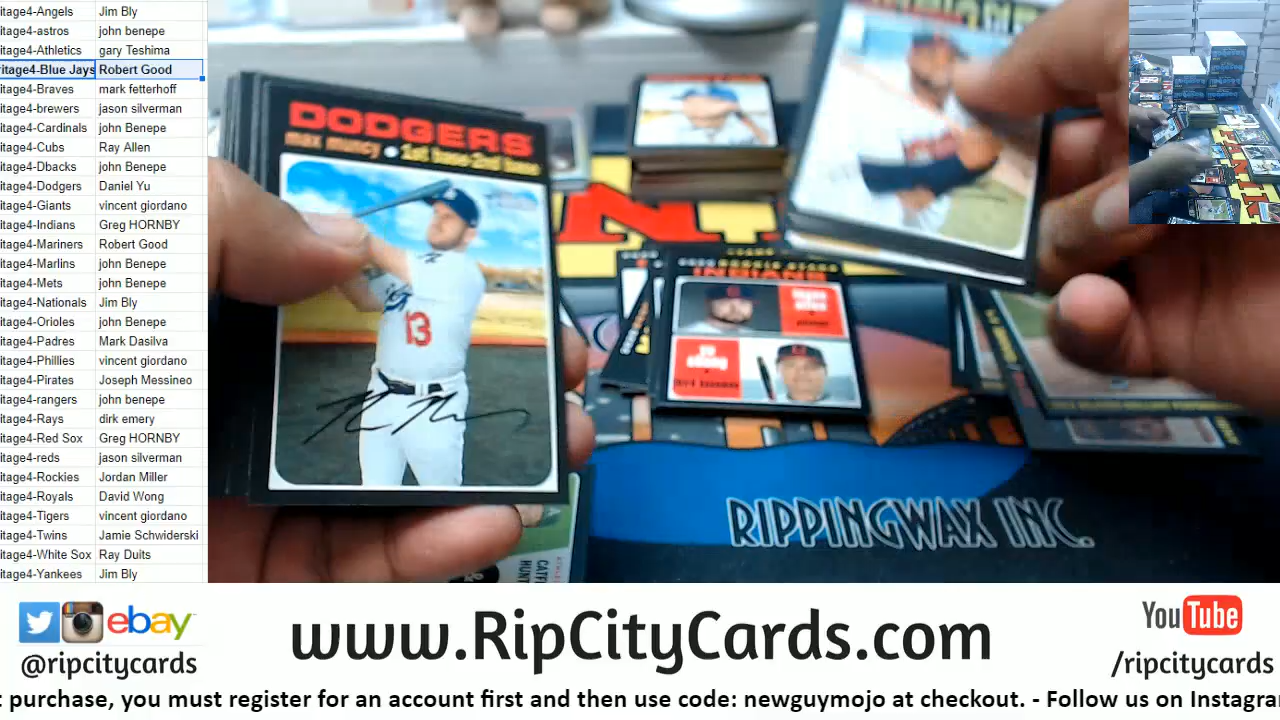 itage4-Angels Jim Bly
itage4-astros john benepe
itage4-Athletics gary Teshima
ritage4-Blue Jays Robert Good
itage4-Braves mark fetterhoff
itage4-brewers jason silverman
itage4-Cardinals john Benepe
itage4-Cubs Ray Allen
itage4-Dbacks john Benepe
itage4-Dodgers Daniel Yu
itage4-Giants vincent giordano
itage4-Indians Greg HORNBY
itage4-Mariners Robert Good
itage4-Marlins john Benepe
itage4-Mets john Benepe
itage4-Nationals Jim Bly
itage4-Orioles john Benepe
itage4-Padres Mark Dasilva
itage4-Phillies vincent giordano
itage4-Pirates Joseph Messineo
itage4-rangers john benepe
itage4-Rays dirk emery
itage4-Red Sox Greg HORNBY
itage4-reds jason silverman
itage4-Rockies Jordan Miller
itage4-Royals David Wong
itage4-Tigers vincent giordano
itage4-Twins Jamie Schwiderski
itage4-White Sox Ray Duits
itage4-Yankees Jim Bly
DODGERS
max muncy • 1st base-2nd base
13
INDIANS
RIPPINGWAX INC.
ebay
@ripcitycards
www.RipCityCards.com
YouTube
/ripcitycards
t purchase, you must register for an account first and then use code: newguymojo at checkout. - Follow us on Instagra